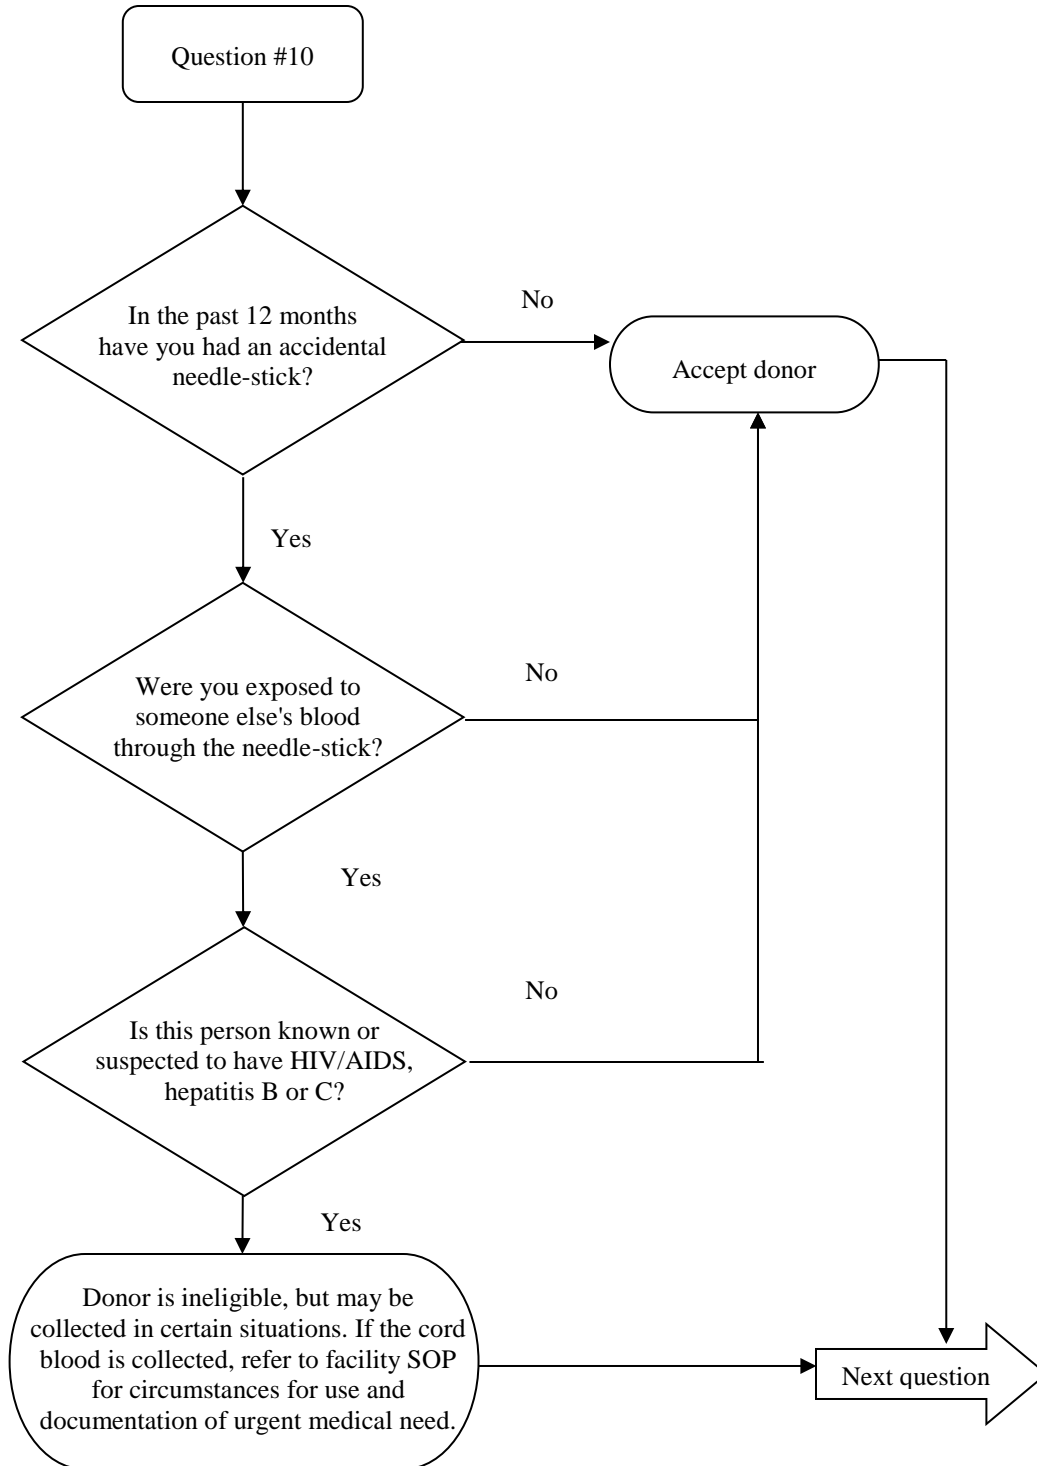 Question #10
In the past 12 months
have you had an accidental
needle-stick?
No
Accept donor
Yes
Were you exposed to
someone else's blood
through the needle-stick?
No
Yes
Is this person known or
suspected to have HIV/AIDS,
hepatitis B or C?
No
Yes
Donor is ineligible, but may be
collected in certain situations. If the cord
blood is collected, refer to facility SOP
for circumstances for use and
documentation of urgent medical need.
Next question